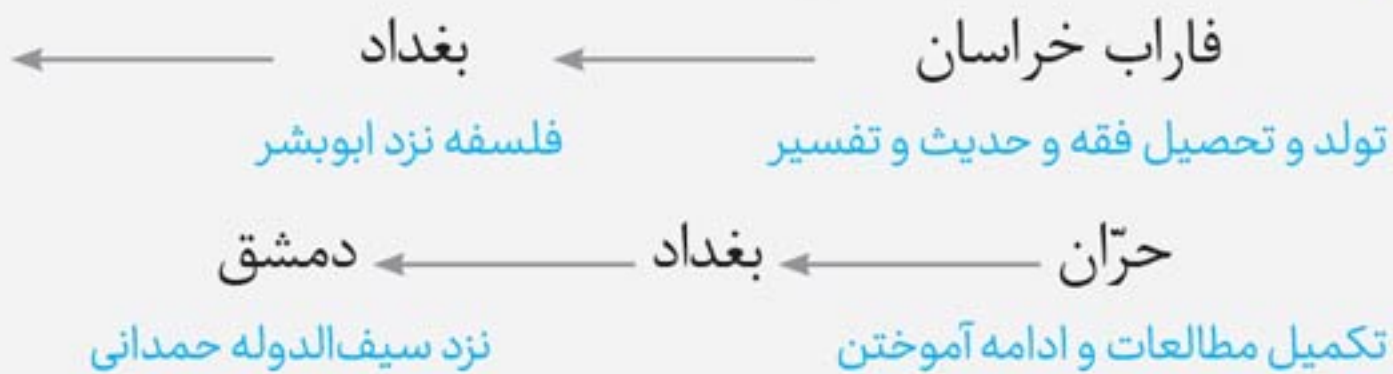 فاراب خراسان بغداد
تولد و تحصیل فقه و حدیث و تفسیر فلسفه نزد ابوبشر
حرّان بغداد دمشق
تکمیل مطالعات و ادامه آموختن نزد سیف‌الدوله حمدانی